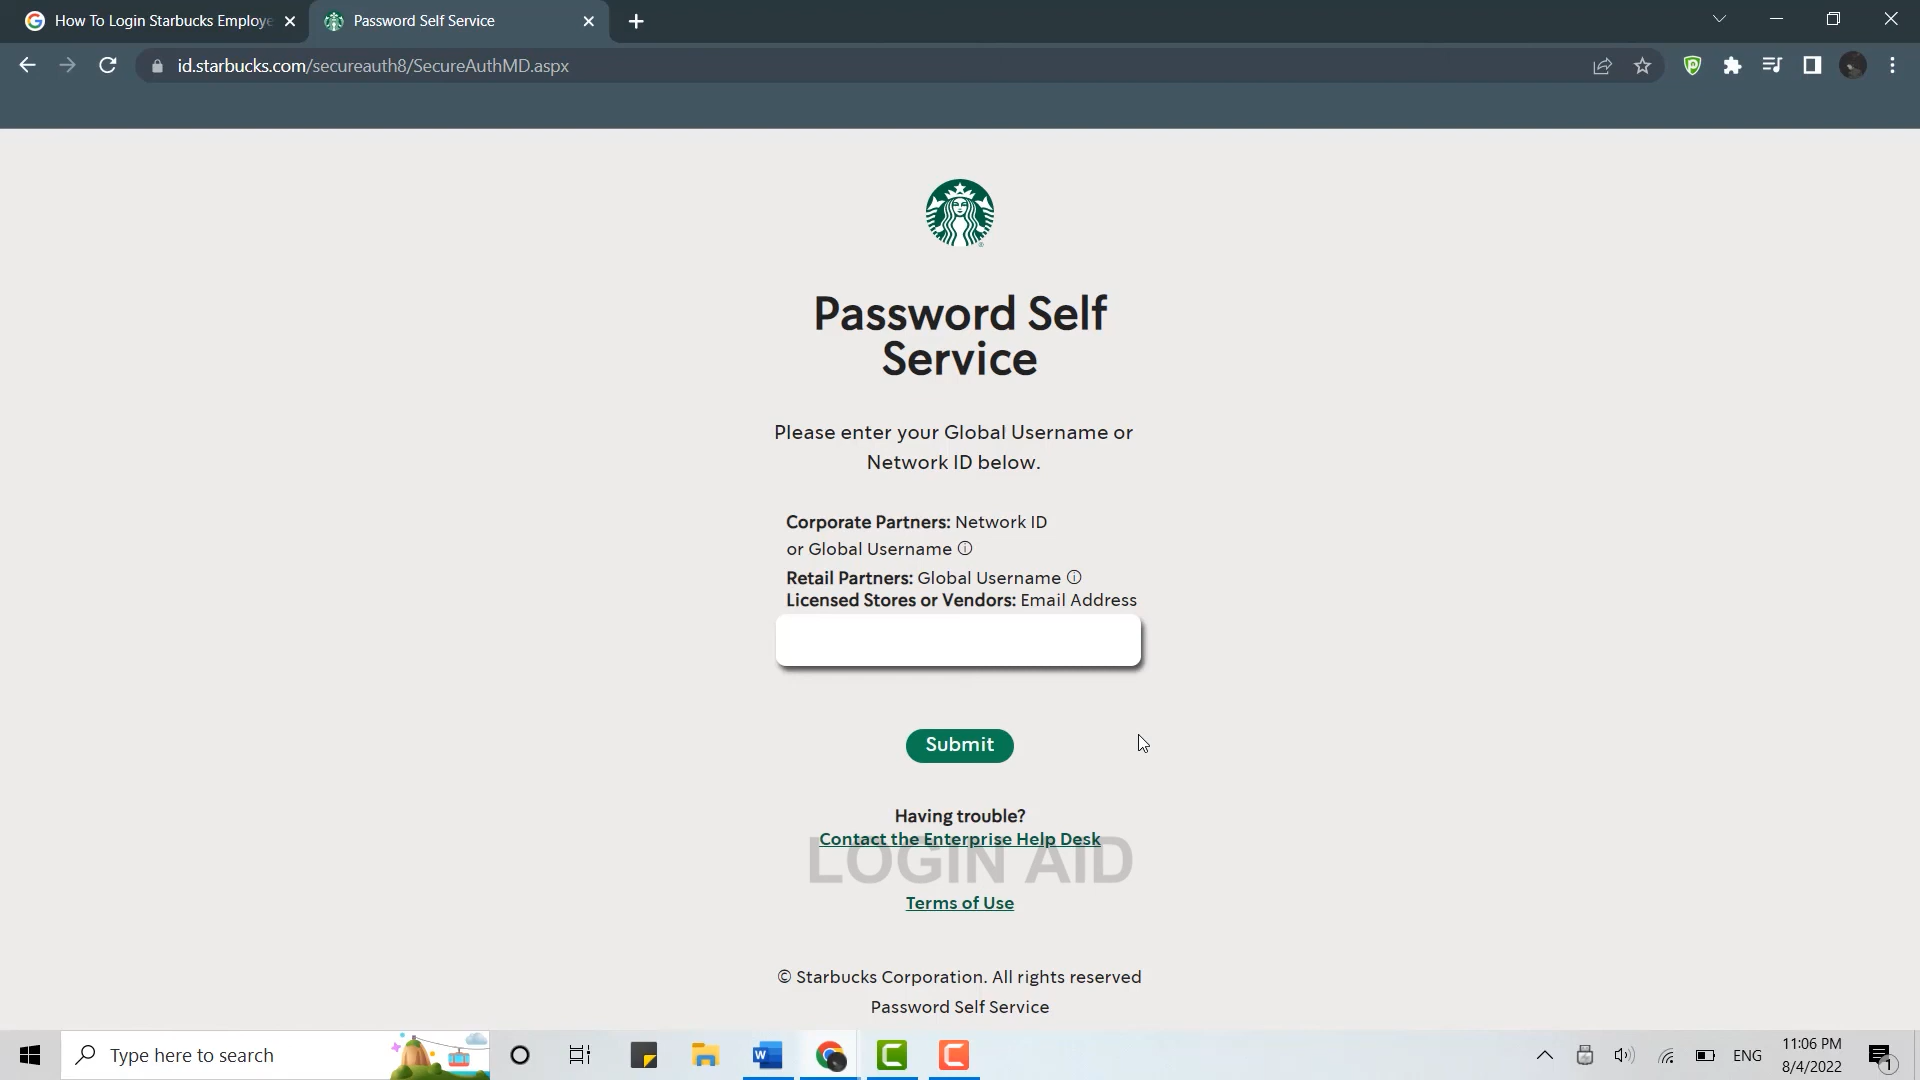 How To Login Starbucks Employe
Password Self Service
id.starbucks.com/secureauth8/SecureAuthMD.aspx
Password Self
Service
Please enter your Global Username or
Network ID below.
Corporate Partners: Network ID
or Global Username ⓘ
Retail Partners: Global Username ⓘ
Licensed Stores or Vendors: Email Address
Submit
Having trouble?
Contact the Enterprise Help Desk
LOGIN AID
Terms of Use
© Starbucks Corporation. All rights reserved
Password Self Service
Type here to search
ENG
11:06 PM
8/4/2022
1